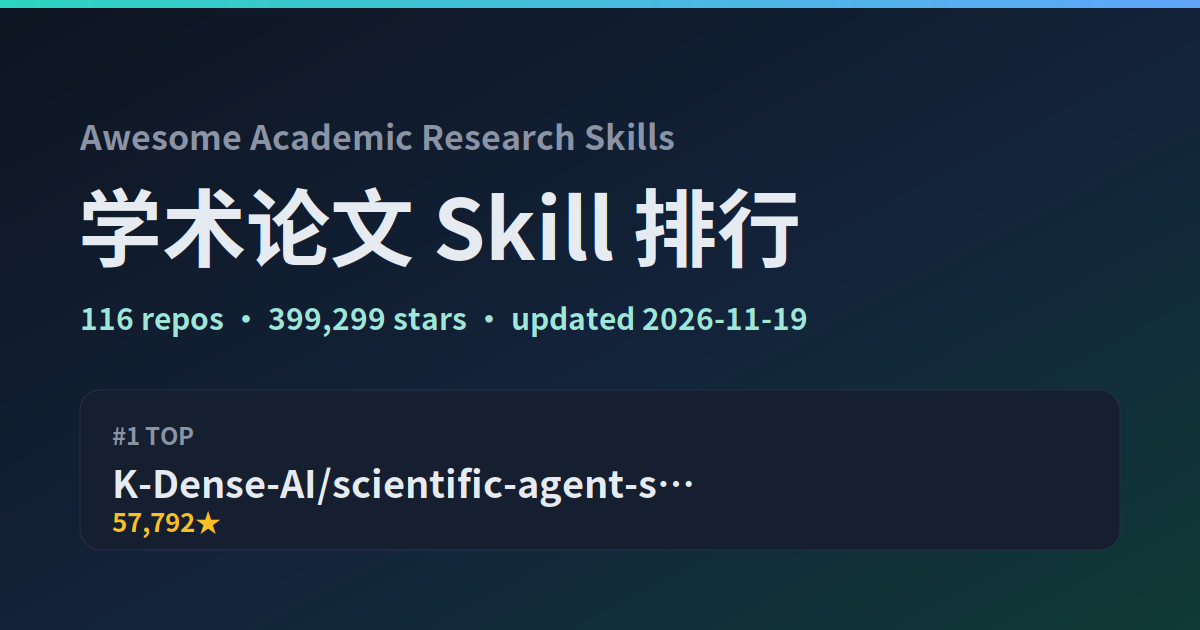 Awesome Academic Research Skills
学术论文 Skill 排行
116 repos · 399,299 stars · updated 2026-11-19
#1 TOP
K-Dense-AI/scientific-agent-s…
57,792★